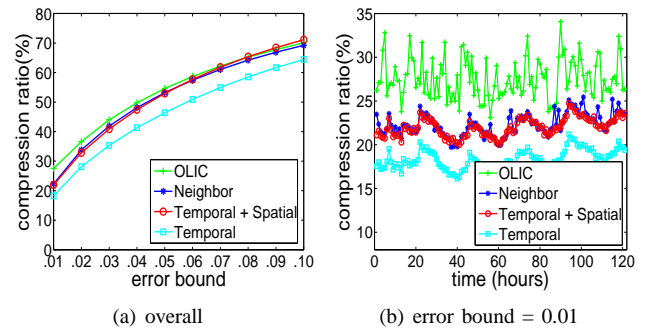 compression ratio(%)
80
70
60
50
40
30
20
10
0
OLIC
Neighbor
Temporal + Spatial
Temporal
.01 .02 .03 .04 .05 .06 .07 .08 .09 .10
error bound
(a) overall
compression ratio(%)
35
30
25
20
15
10
OLIC
Neighbor
Temporal + Spatial
Temporal
0 20 40 60 80 100 120
time (hours)
(b) error bound = 0.01